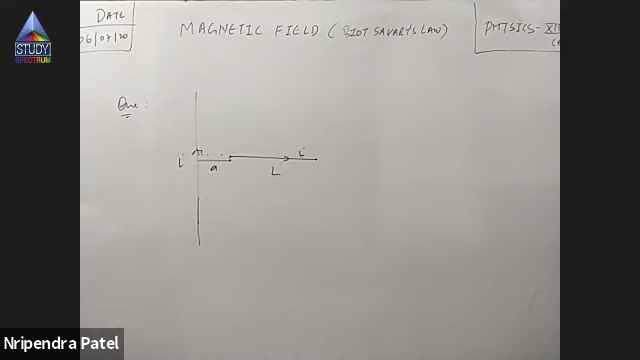 DATE
06/07/20
MAGNETIC FIELD (BIOT SAVART'S LAW)
PHYSICS-XII
STUDY
SPECTRUM
Que:
i
a
i
L
Nripendra Patel